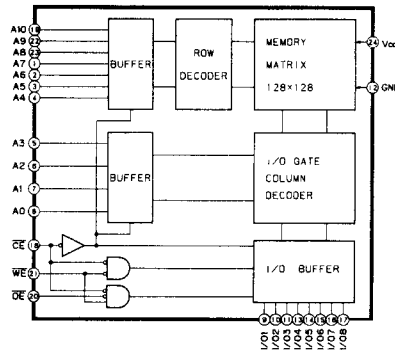 A10 19
A9 22
A8 23
A7 1
A6 2
A5 3
A4 4
BUFFER
ROW
DECODER
MEMORY
MATRIX
128×128
24 Vcc
12 GND
A3 5
A2 6
A1 7
A0 8
BUFFER
I/O GATE
COLUMN
DECODER
CE 18
WE 21
OE 20
I/O BUFFER
9 10 11 13 14 15 16 17
I/O1 I/O2 I/O3 I/O4 I/O5 I/O6 I/O7 I/O8